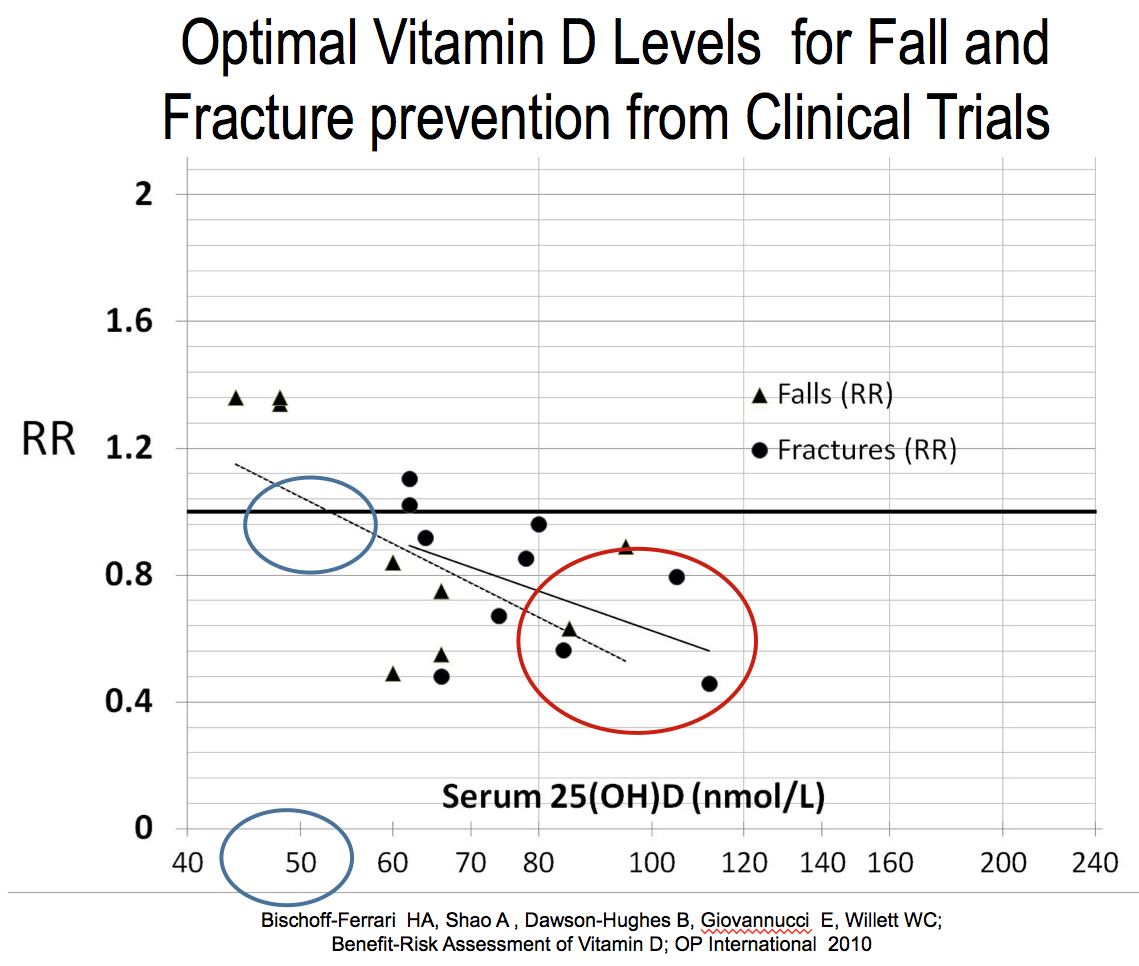 Optimal Vitamin D Levels for Fall and
Fracture prevention from Clinical Trials
2
1.6
RR 1.2
0.8
0.4
0
Falls (RR)
Fractures (RR)
Serum 25(OH)D (nmol/L)
40 50 60 70 80 100 120 140 160 200 240
Bischoff-Ferrari HA, Shao A , Dawson-Hughes B, Giovannucci E, Willett WC;
Benefit-Risk Assessment of Vitamin D; OP International 2010